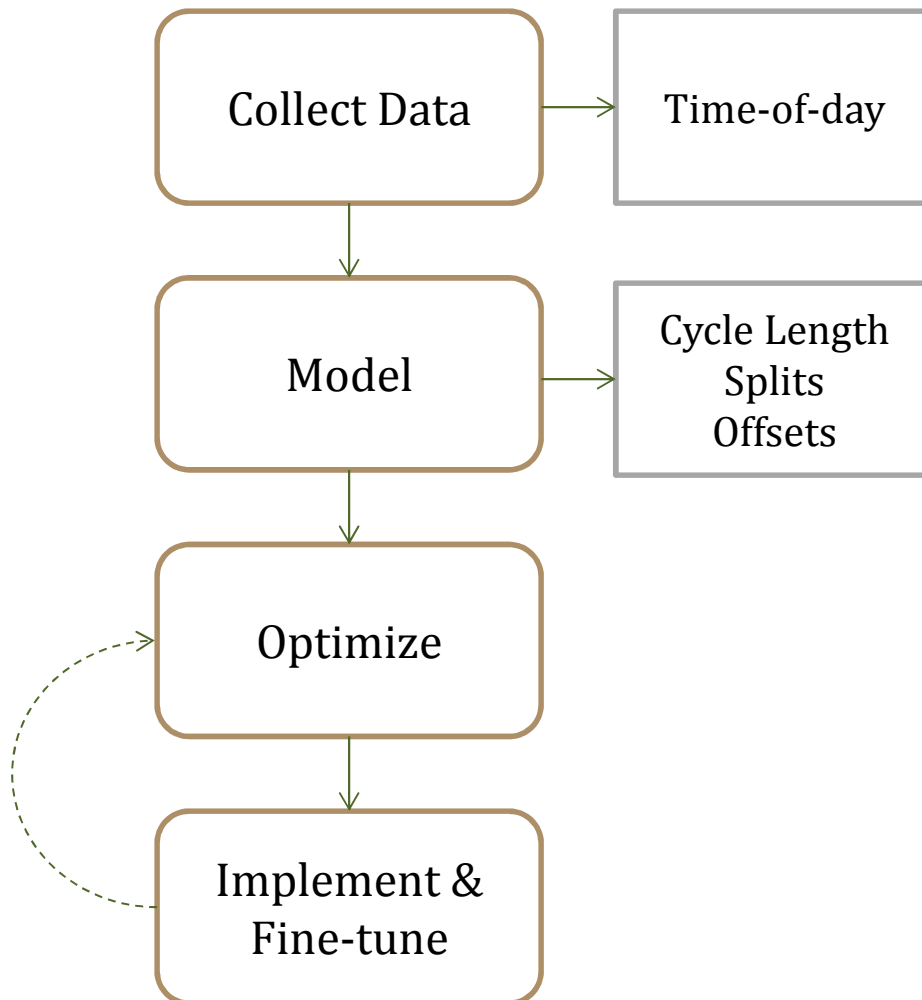 Collect Data
Time-of-day
Model
Cycle Length
Splits
Offsets
Optimize
Implement &
Fine-tune